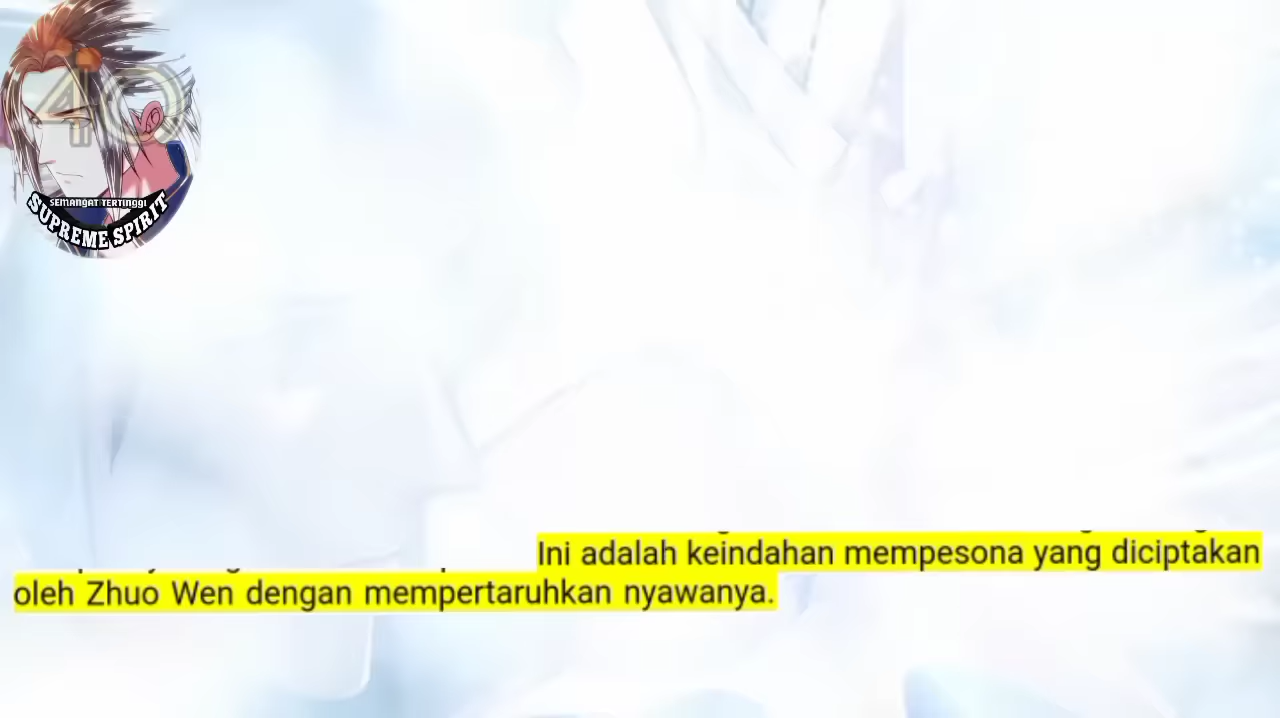 SEMANGAT TERTINGGI
SUPREME SPIRIT
Ini adalah keindahan mempesona yang diciptakan
oleh Zhuo Wen dengan mempertaruhkan nyawanya.